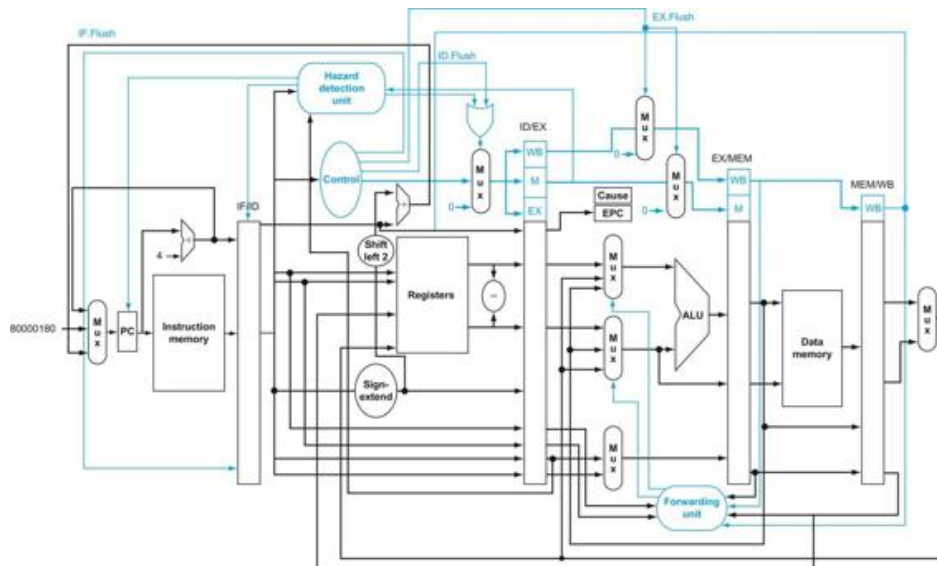 IF.Flush
EX.Flush
ID.Flush
Hazard
detection
unit
Control
Mux
0
ID/EX
WB
M
EX
Mux
0
Mux
0
Cause
EPC
EX/MEM
WB
M
MEM/WB
WB
IF/ID
4
+
Shift
left 2
+
80000180
Mux
PC
Instruction
memory
Registers
=
Sign-
extend
Mux
Mux
Mux
ALU
Data
memory
Mux
Forwarding
unit